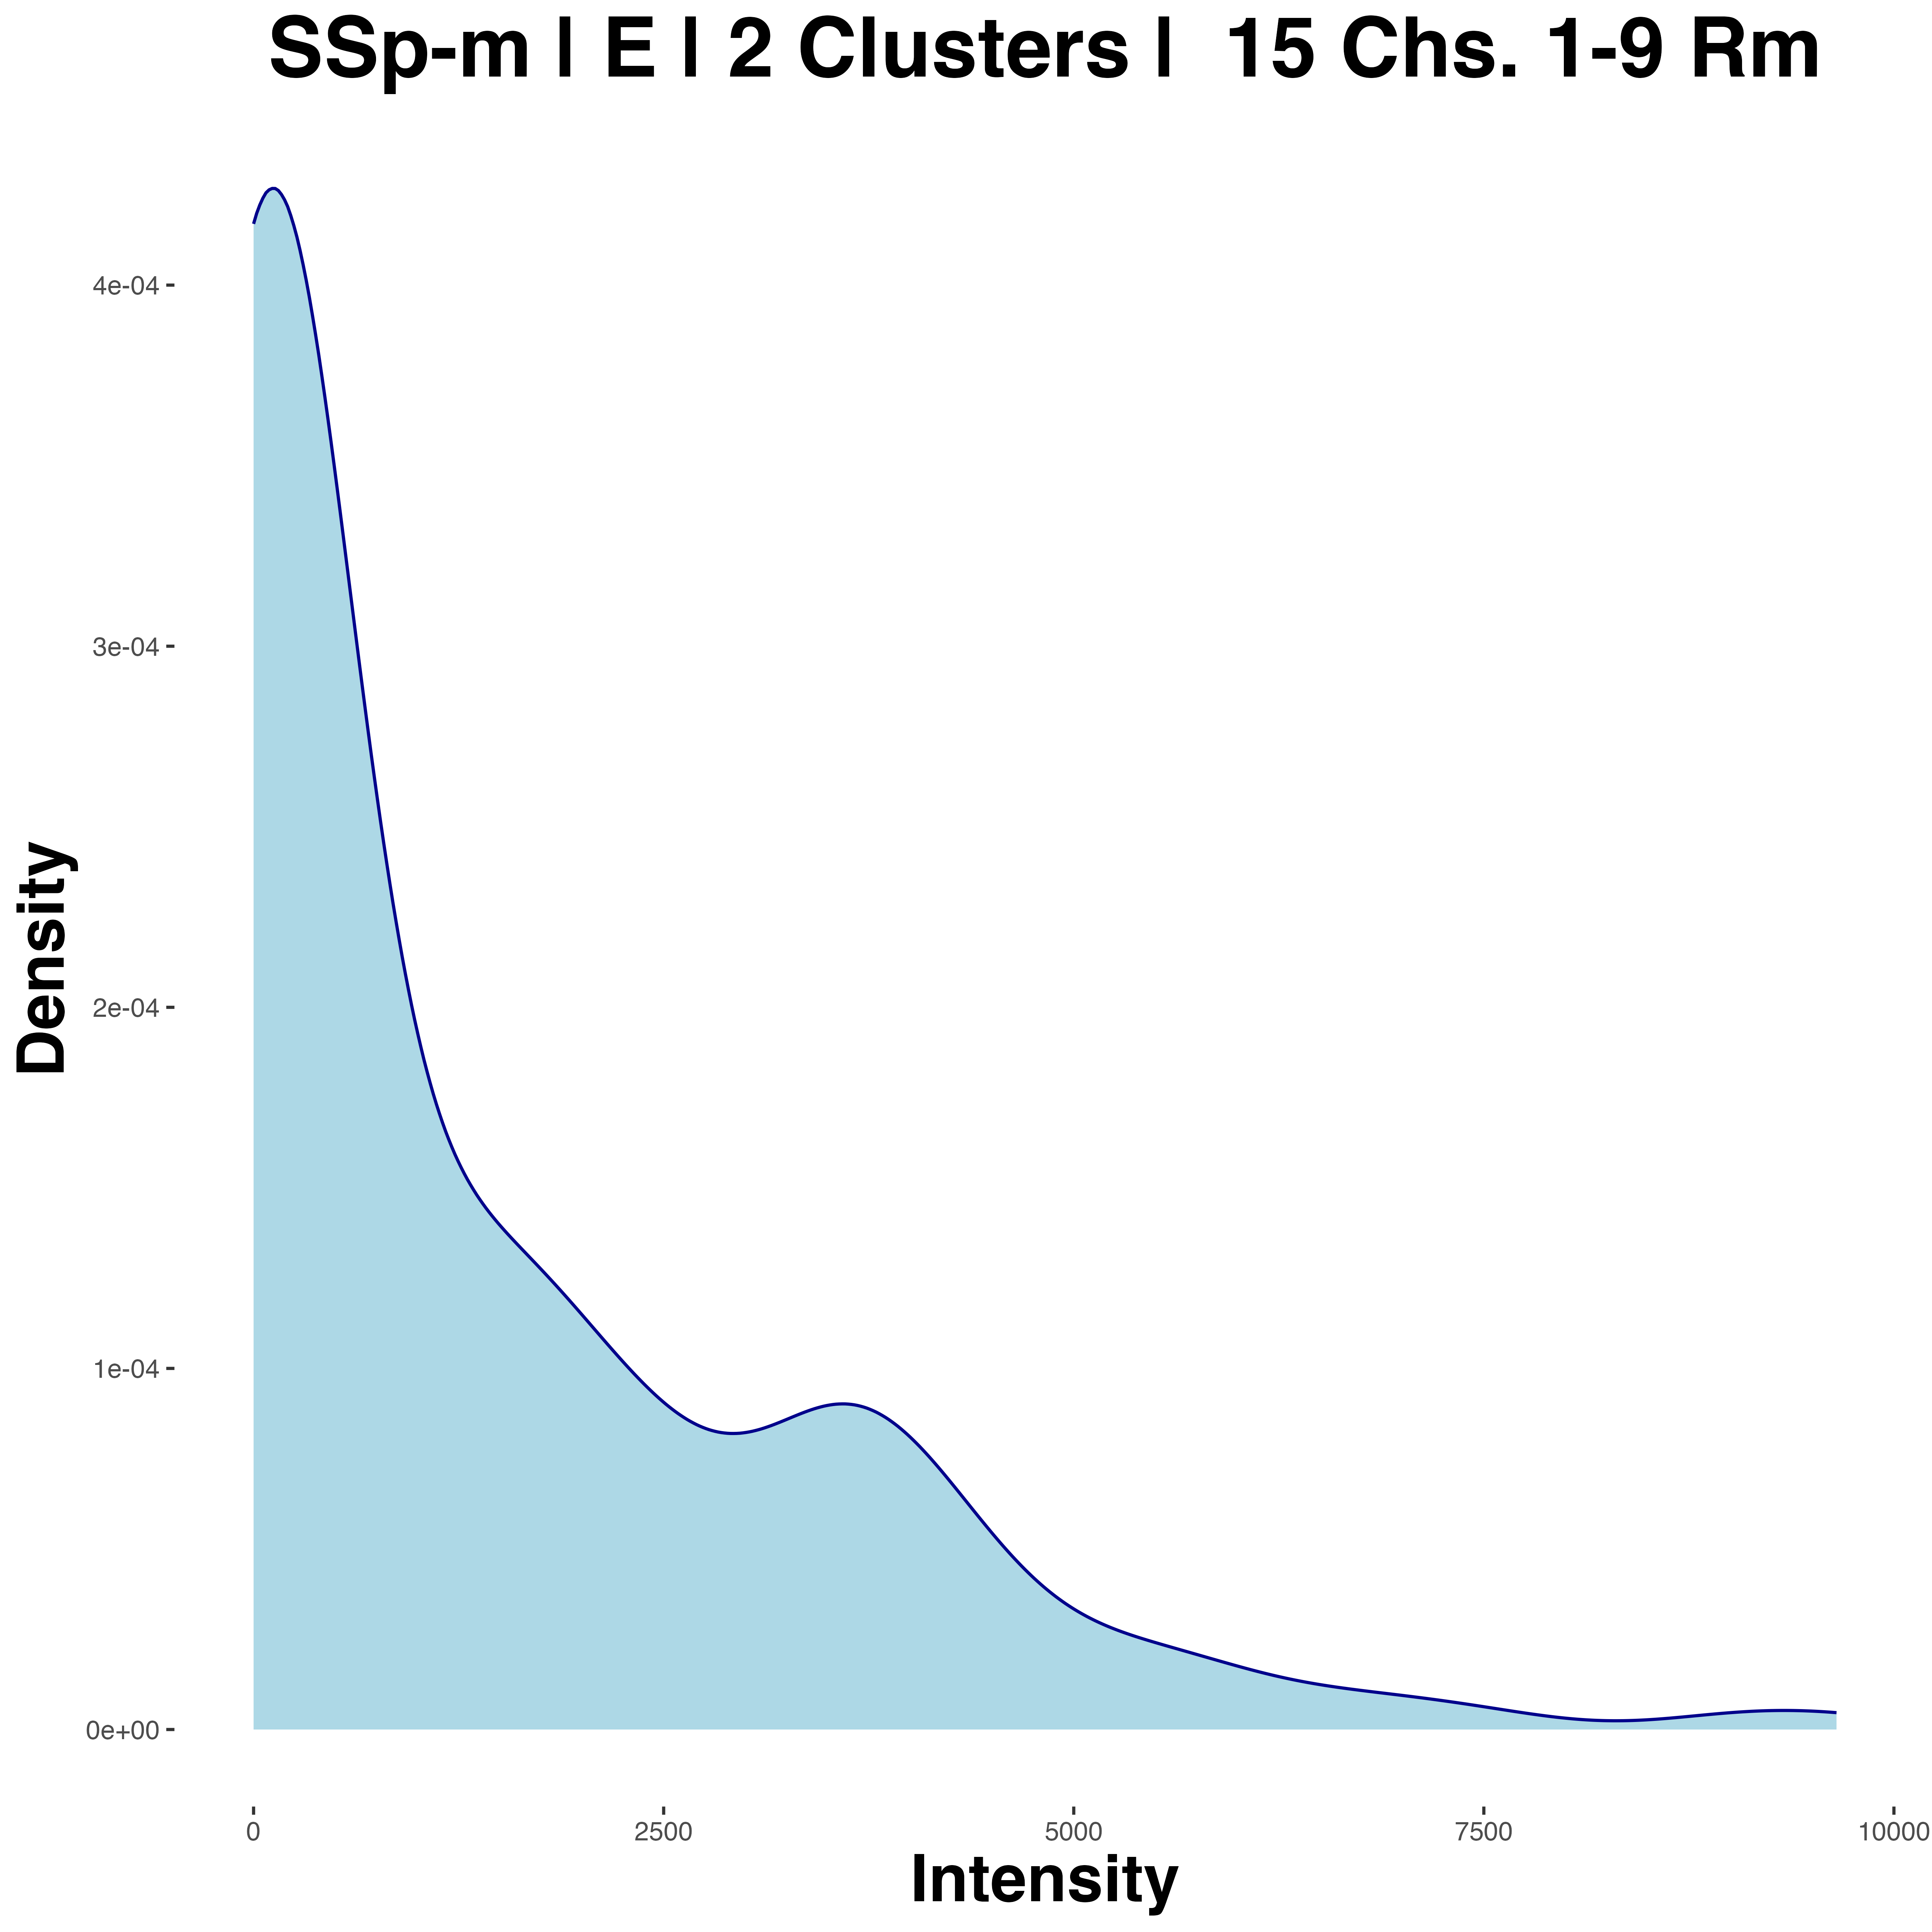 SSp-m | E | 2 Clusters | 15 Chs. 1-9 Rm
4e-04
3e-04
2e-04
1e-04
0e+00
Density
0 2500 5000 7500 10000
Intensity